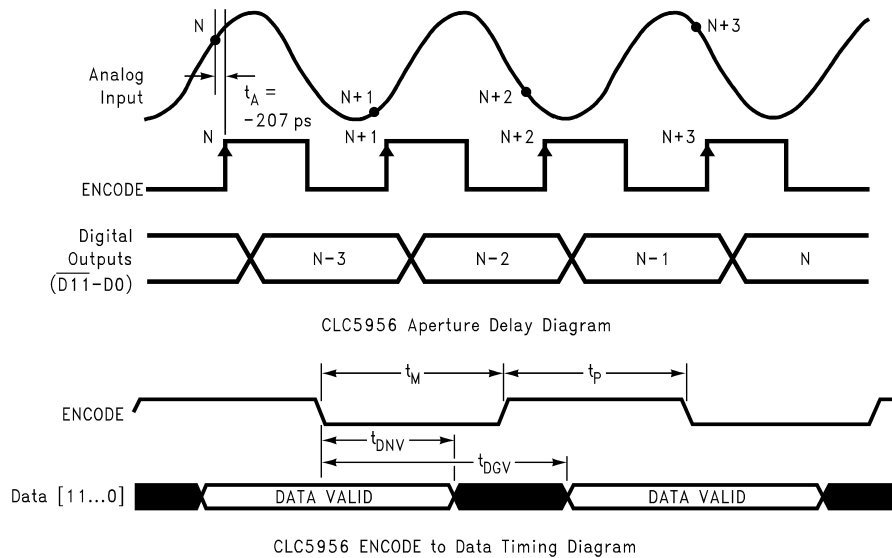 N
N+3
Analog
Input
t_A =
-207 ps
N+1
N+2
N
N+1
N+2
N+3
ENCODE
Digital
Outputs
(D̅1̅1̅-D0)
N-3
N-2
N-1
N
CLC5956 Aperture Delay Diagram
t_M
t_P
ENCODE
t_DNV
t_DGV
Data [11...0]
DATA VALID
DATA VALID
CLC5956 ENCODE to Data Timing Diagram